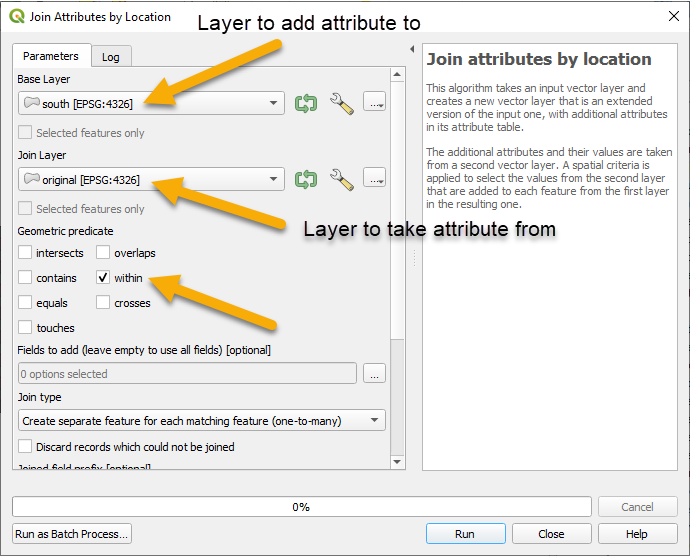 Join Attributes by Location
Layer to add attribute to
Parameters
Log
Base Layer
south [EPSG:4326]
...
Selected features only
Join Layer
original [EPSG:4326]
...
Selected features only
Layer to take attribute from
Geometric predicate
intersects
overlaps
contains
within
equals
crosses
touches
Fields to add (leave empty to use all fields) [optional]
0 options selected
...
Join type
Create separate feature for each matching feature (one-to-many)
Discard records which could not be joined
Joined field prefix [optional]
Join attributes by location
This algorithm takes an input vector layer and
creates a new vector layer that is an extended
version of the input one, with additional attributes
in its attribute table.
The additional attributes and their values are taken
from a second vector layer. A spatial criteria is
applied to select the values from the second layer
that are added to each feature from the first layer
in the resulting one.
0%
Cancel
Run as Batch Process...
Run
Close
Help